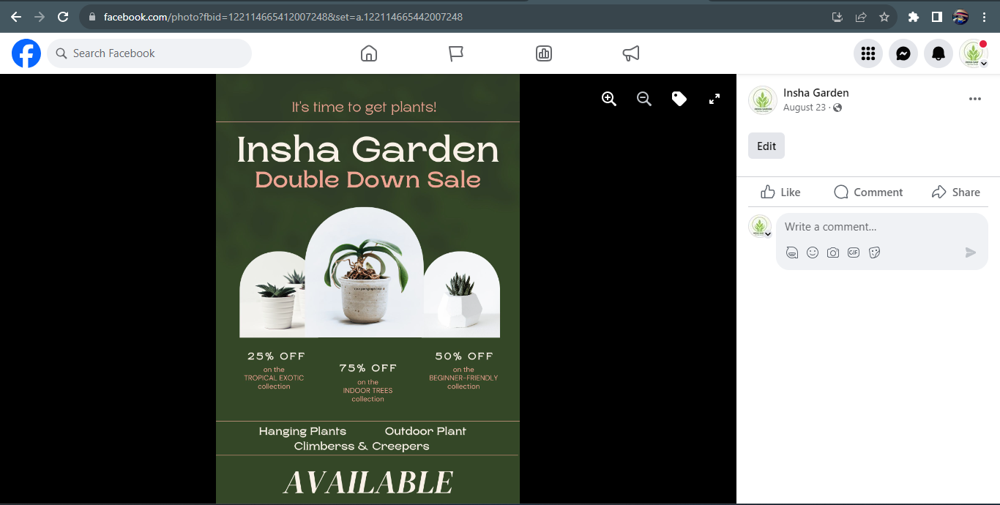 facebook.com/photo?fbid=122114665412007248&set=a.122114665442007248
Search Facebook
It's time to get plants!
Insha Garden
Double Down Sale
25% OFF
on the
TROPICAL EXOTIC
collection
75% OFF
on the
INDOOR TREES
collection
50% OFF
on the
BEGINNER-FRIENDLY
collection
Hanging Plants Outdoor Plant
Climberss & Creepers
AVAILABLE
Insha Garden
August 23 ·
Edit
Like Comment Share
Write a comment...
GIF